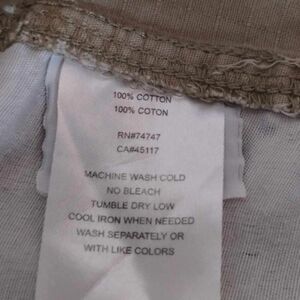 100% COTTON
100% COTON
RN#74747
CA#45117
MACHINE WASH COLD
NO BLEACH
TUMBLE DRY LOW
COOL IRON WHEN NEEDED
WASH SEPARATELY OR
WITH LIKE COLORS